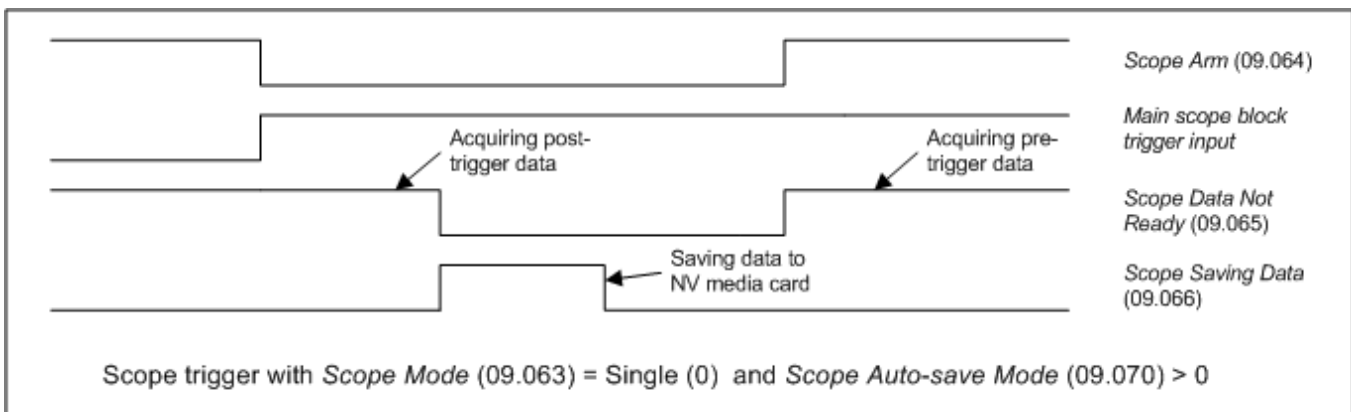 Scope Arm (09.064)
Main scope block
trigger input
Acquiring post-
trigger data
Acquiring pre-
trigger data
Scope Data Not
Ready (09.065)
Saving data to
NV media card
Scope Saving Data
(09.066)
Scope trigger with Scope Mode (09.063) = Single (0) and Scope Auto-save Mode (09.070) > 0